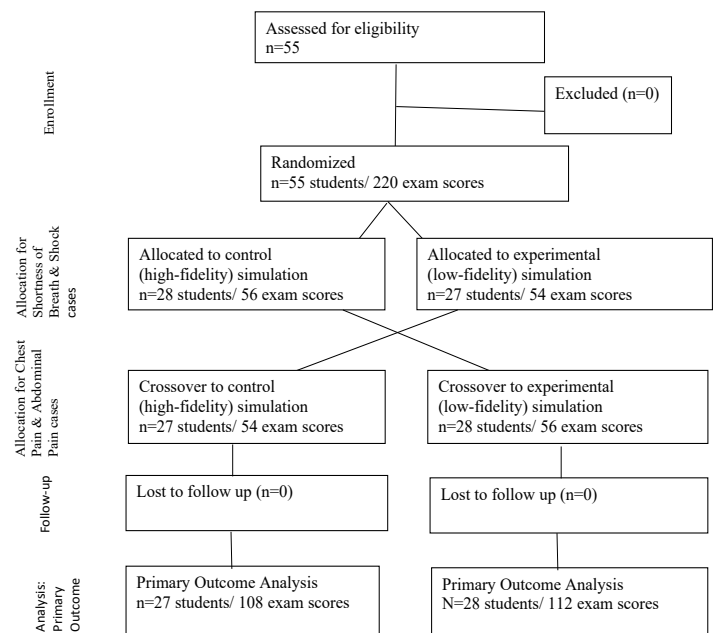 Assessed for eligibility
n=55
Enrollment
Excluded (n=0)
Randomized
n=55 students/ 220 exam scores
Allocation for
Shortness of
Breath & Shock
cases
Allocated to control
(high-fidelity) simulation
n=28 students/ 56 exam scores
Allocated to experimental
(low-fidelity) simulation
n=27 students/ 54 exam scores
Allocation for Chest
Pain & Abdominal
Pain cases
Crossover to control
(high-fidelity) simulation
n=27 students/ 54 exam scores
Crossover to experimental
(low-fidelity) simulation
n=28 students/ 56 exam scores
Follow-up
Lost to follow up (n=0)
Lost to follow up (n=0)
Analysis:
Primary
Outcome
Primary Outcome Analysis
n=27 students/ 108 exam scores
Primary Outcome Analysis
N=28 students/ 112 exam scores